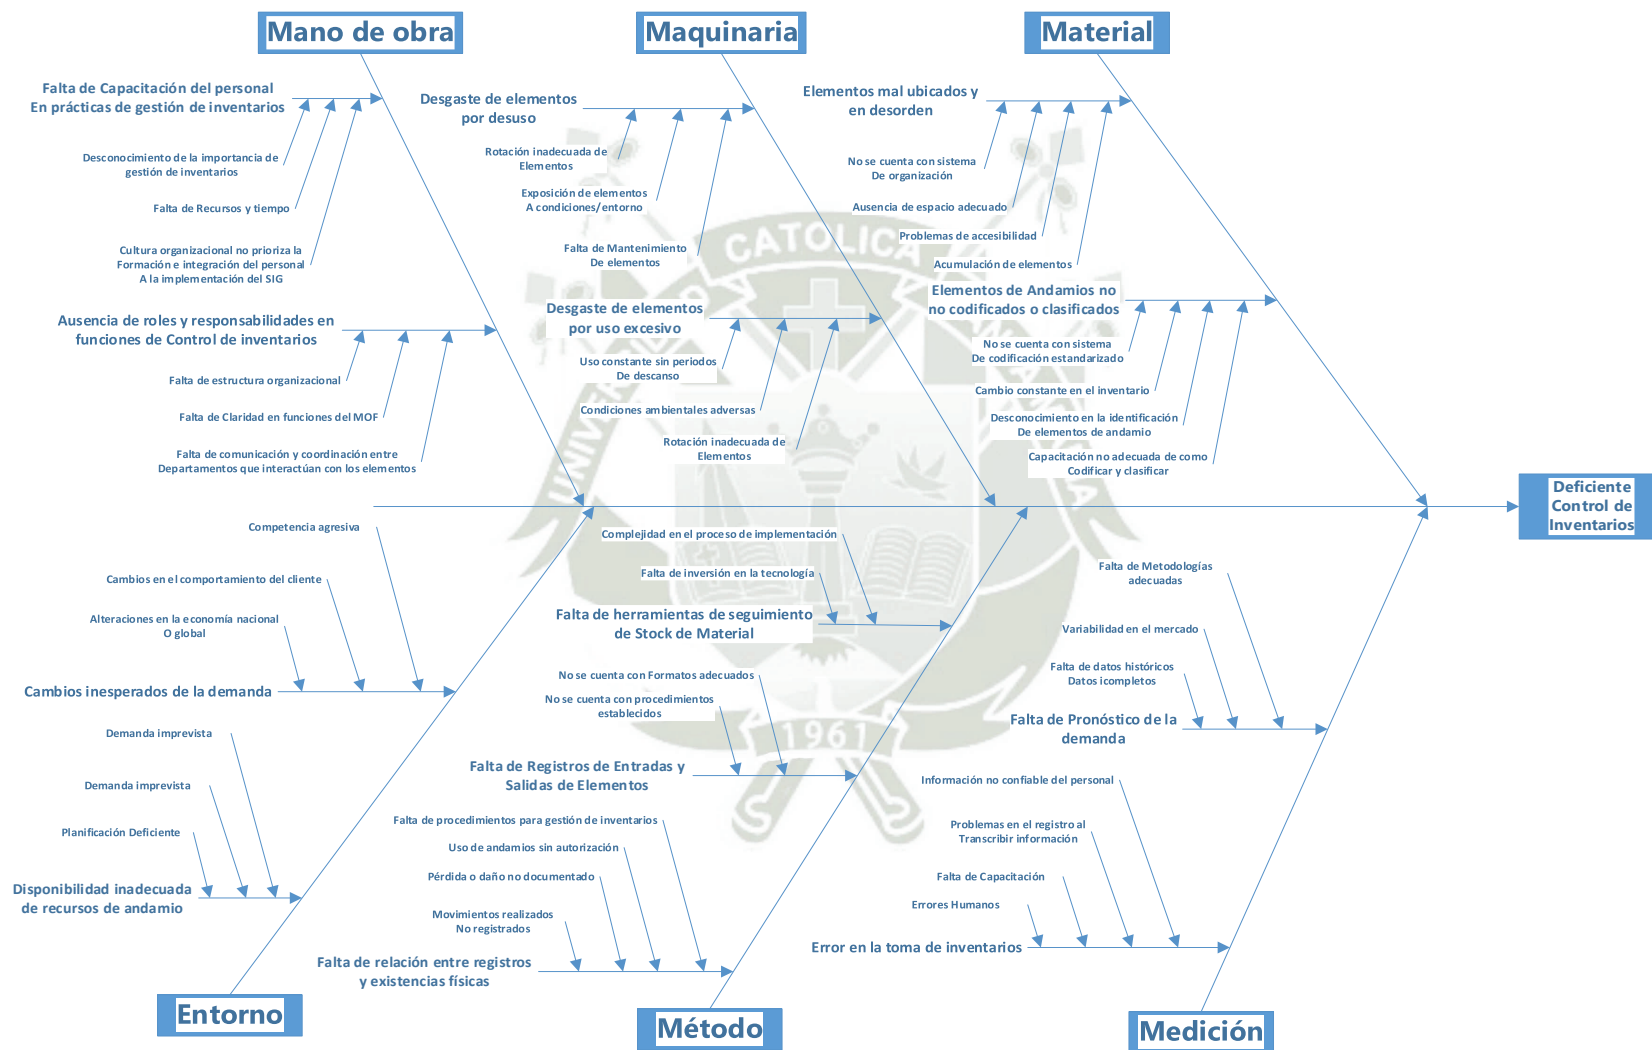 Mano de obra
Falta de Capacitación del personal
En prácticas de gestión de inventarios
Desconocimiento de la importancia de
gestión de inventarios
Falta de Recursos y tiempo
Cultura organizacional no prioriza la
Formación e integración del personal
A la implementación del SIG
Ausencia de roles y responsabilidades en
funciones de Control de inventarios
Falta de estructura organizacional
Falta de Claridad en funciones del MOF
Falta de comunicación y coordinación entre
Departamentos que interactúan con los elementos
Maquinaria
Desgaste de elementos
por desuso
Rotación inadecuada de
Elementos
Exposición de elementos
A condiciones/entorno
Falta de Mantenimiento
De elementos
Desgaste de elementos
por uso excesivo
Uso constante sin periodos
De descanso
Condiciones ambientales adversas
Rotación inadecuada de
Elementos
Material
Elementos mal ubicados y
en desorden
No se cuenta con sistema
De organización
Ausencia de espacio adecuado
Problemas de accesibilidad
Acumulación de elementos
Elementos de Andamios no
no codificados o clasificados
No se cuenta con sistema
De codificación estandarizado
Cambio constante en el inventario
Desconocimiento en la identificación
De elementos de andamio
Capacitación no adecuada de como
Codificar y clasificar
Deficiente
Control de
Inventarios
Competencia agresiva
Cambios en el comportamiento del cliente
Alteraciones en la economía nacional
O global
Cambios inesperados de la demanda
Demanda imprevista
Demanda imprevista
Planificación Deficiente
Disponibilidad inadecuada
de recursos de andamio
Entorno
Complejidad en el proceso de implementación
Falta de inversión en la tecnología
Falta de herramientas de seguimiento
de Stock de Material
No se cuenta con Formatos adecuados
No se cuenta con procedimientos
establecidos
Falta de Registros de Entradas y
Salidas de Elementos
Falta de procedimientos para gestión de inventarios
Uso de andamios sin autorización
Pérdida o daño no documentado
Movimientos realizados
No registrados
Falta de relación entre registros
y existencias físicas
Método
Falta de Metodologías
adecuadas
Variabilidad en el mercado
Falta de datos históricos
Datos icompletos
Falta de Pronóstico de la
demanda
Información no confiable del personal
Problemas en el registro al
Transcribir información
Falta de Capacitación
Errores Humanos
Error en la toma de inventarios
Medición
CATOLICA
1961